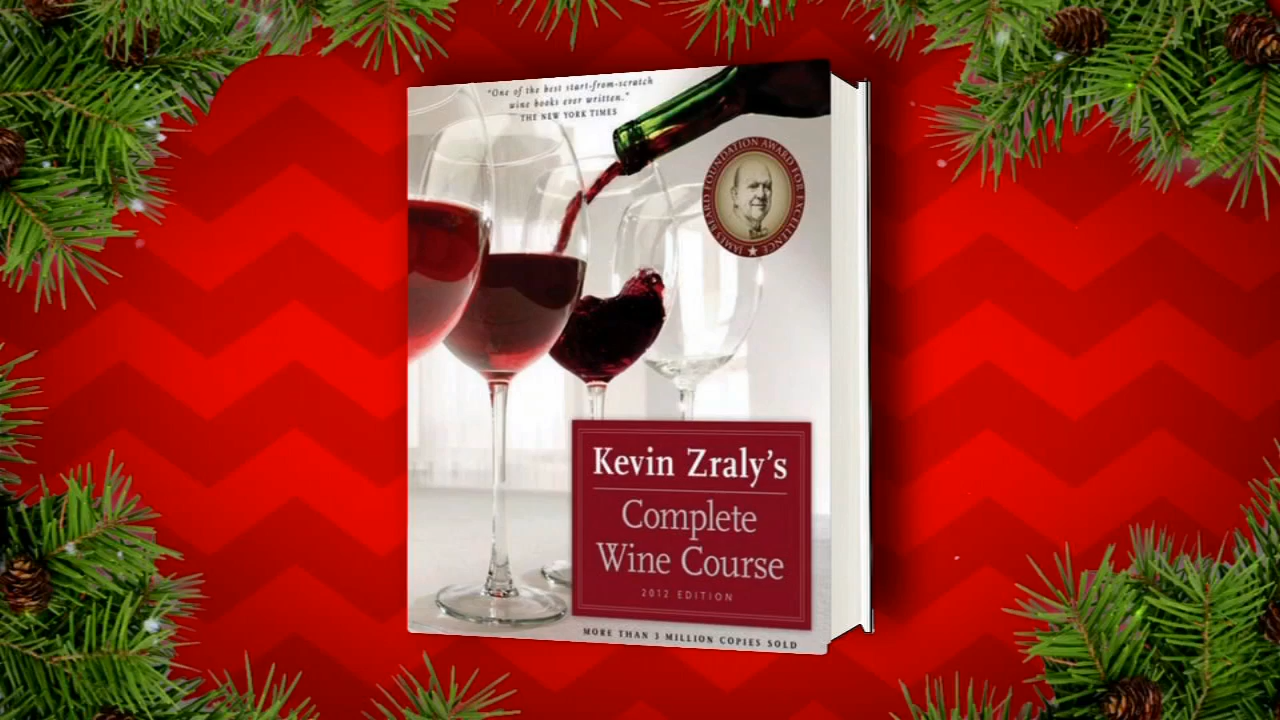 "One of the best start-from-scratch
wine books ever written."
THE NEW YORK TIMES
JAMES BEARD FOUNDATION AWARD FOR EXCELLENCE
Kevin Zraly's
Complete
Wine Course
2012 EDITION
MORE THAN 3 MILLION COPIES SOLD